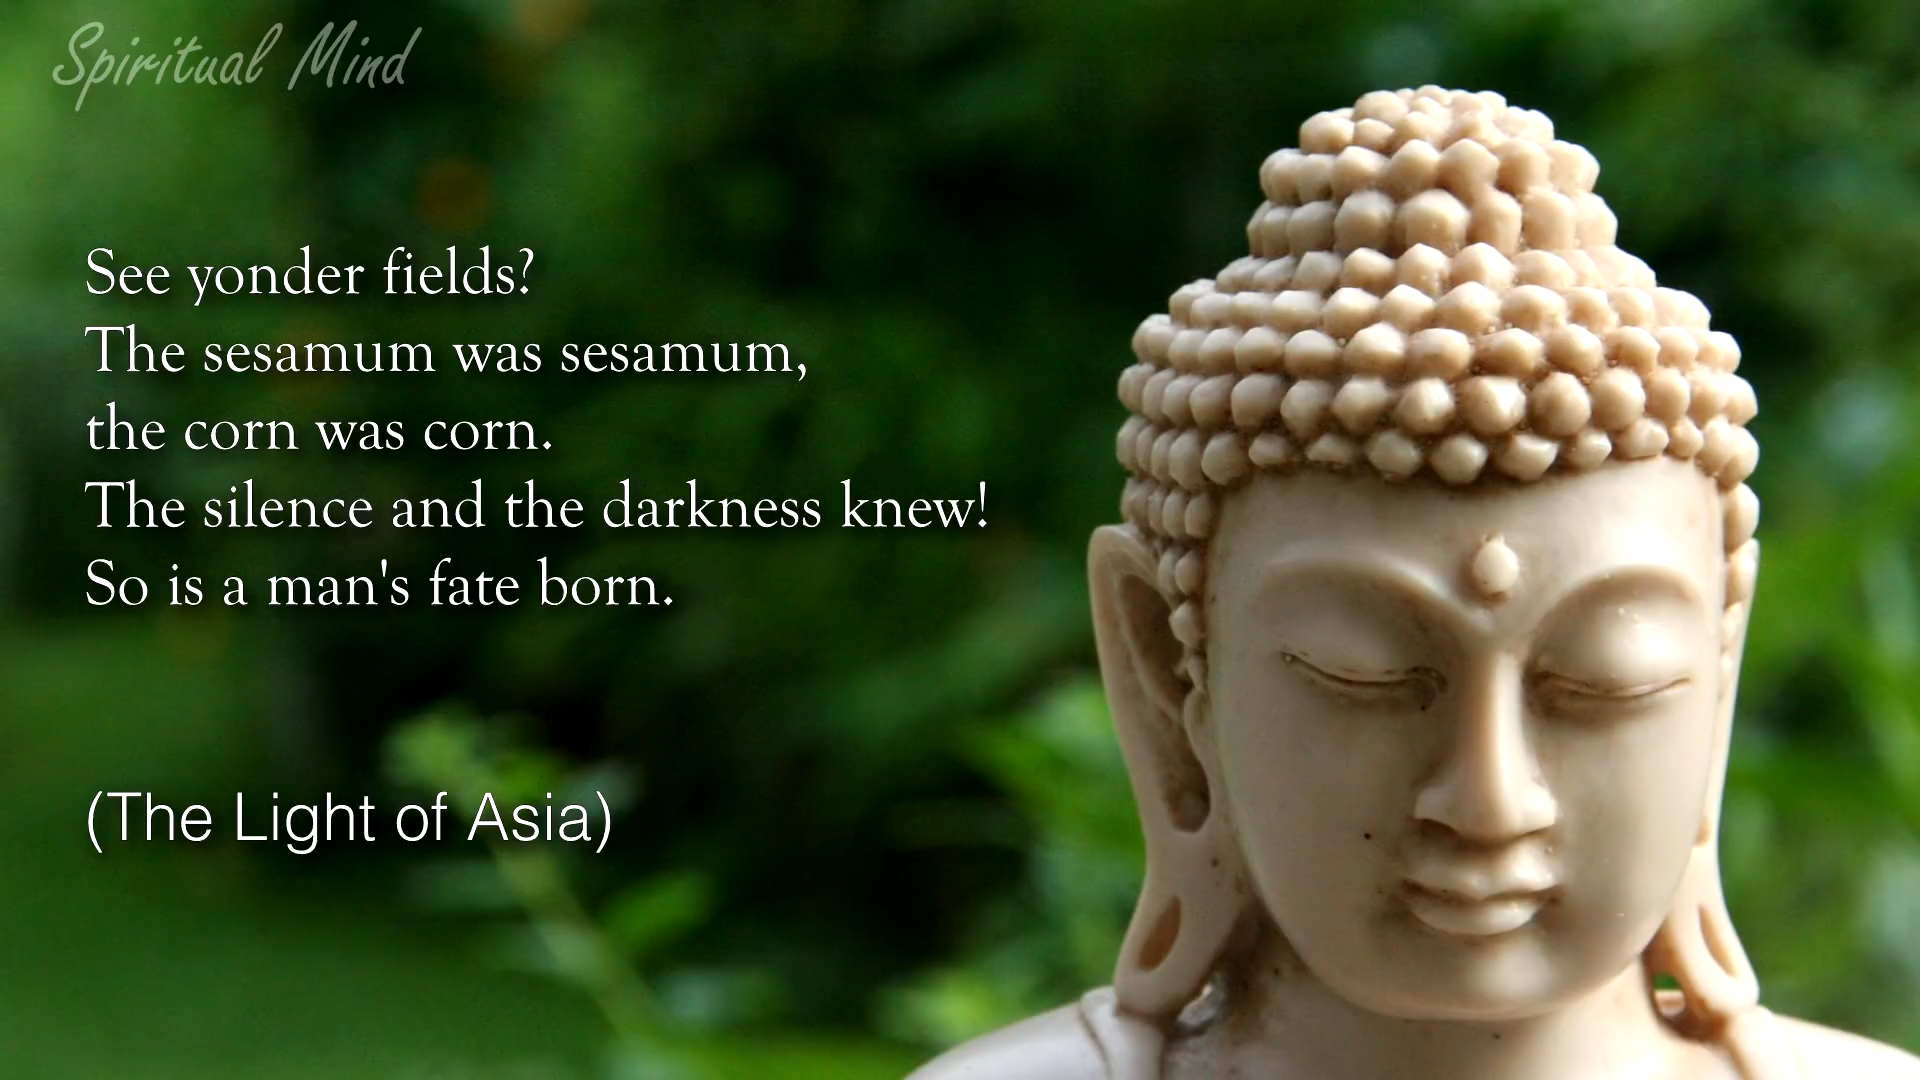 Spiritual Mind
See yonder fields?
The sesamum was sesamum,
the corn was corn.
The silence and the darkness knew!
So is a man's fate born.
(The Light of Asia)